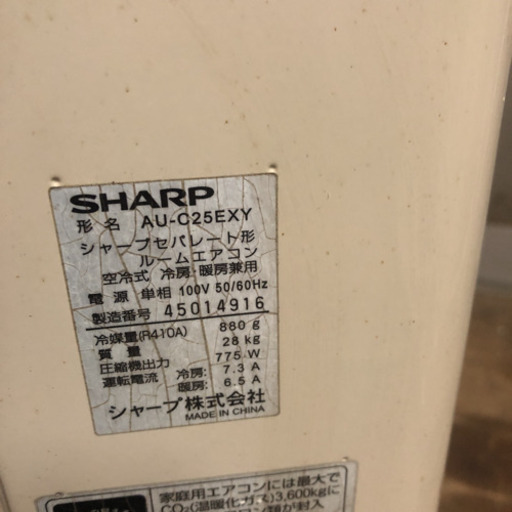 SHARP
形 名 AU-C25EXY
シャープセパレート形
ルームエアコン
空冷式 冷房・暖房兼用
電 源 単相 100V 50/60Hz
製造番号 45014916
冷媒量(R410A) 880 g
質 量 28 kg
圧縮機出力 775 W
運転電流 冷房: 7.3 A
暖房: 6.5 A
シャープ株式会社
MADE IN CHINA
家庭用エアコンには最大で
CO₂(温暖化ガス)3,600kgに
が封入